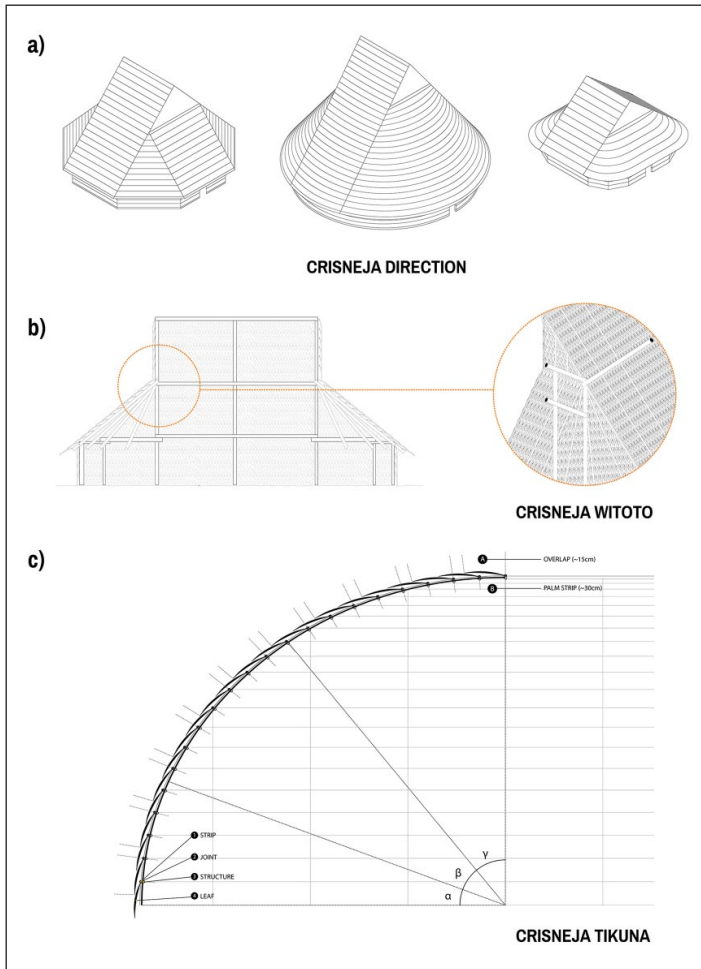 a)
CRISNEJA DIRECTION
b)
CRISNEJA WITOTO
c)
A OVERLAP (~15cm)
B PALM STRIP (~30cm)
1 STRIP
2 JOINT
3 STRUCTURE
4 LEAF
γ
β
α
CRISNEJA TIKUNA